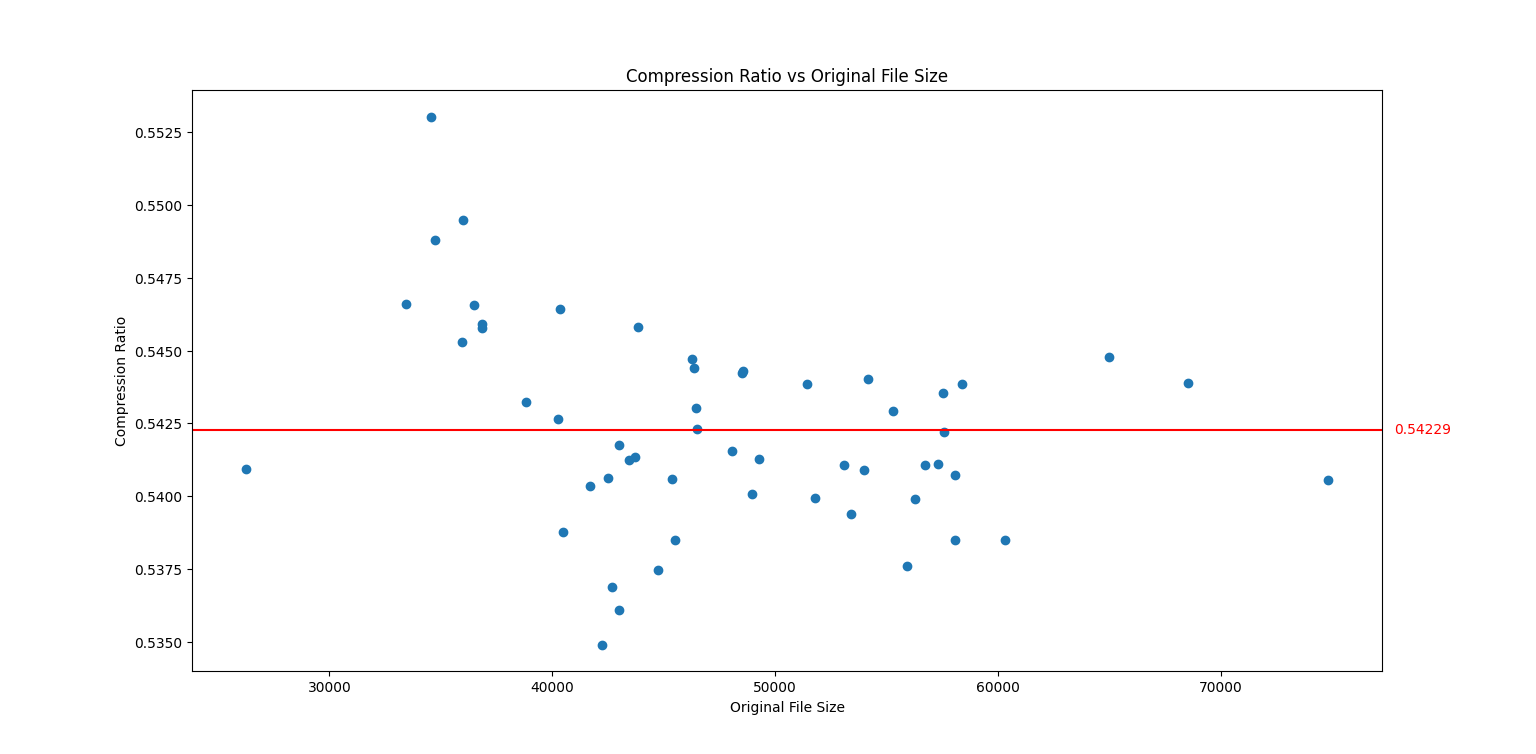 Compression Ratio vs Original File Size
Compression Ratio
0.5525
0.5500
0.5475
0.5450
0.5425
0.5400
0.5375
0.5350
0.54229
30000 40000 50000 60000 70000
Original File Size